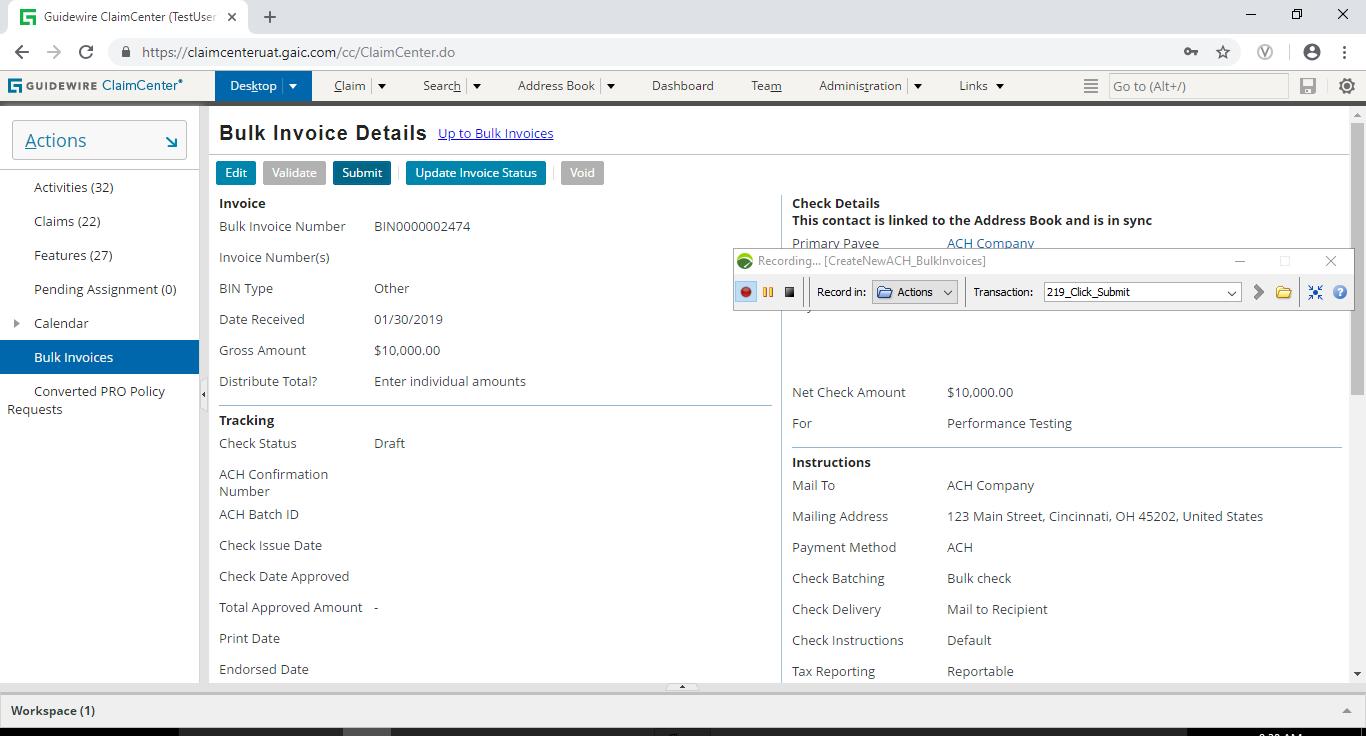 Guidewire ClaimCenter (TestUser
https://claimcenteruat.gaic.com/cc/ClaimCenter.do
GUIDEWIRE ClaimCenter®
Desktop
Claim
Search
Address Book
Dashboard
Team
Administration
Links
Go to (Alt+/)
Actions
Activities (32)
Claims (22)
Features (27)
Pending Assignment (0)
Calendar
Bulk Invoices
Converted PRO Policy
Requests
Bulk Invoice Details Up to Bulk Invoices
Edit Validate Submit Update Invoice Status Void
Invoice
Bulk Invoice Number BIN0000002474
Invoice Number(s)
BIN Type Other
Date Received 01/30/2019
Gross Amount $10,000.00
Distribute Total? Enter individual amounts
Tracking
Check Status Draft
ACH Confirmation
Number
ACH Batch ID
Check Issue Date
Check Date Approved
Total Approved Amount -
Print Date
Endorsed Date
Check Details
This contact is linked to the Address Book and is in sync
Primary Payee ACH Company
Recording... [CreateNewACH_BulkInvoices]
Record in: Actions Transaction: 219_Click_Submit
Net Check Amount $10,000.00
For Performance Testing
Instructions
Mail To ACH Company
Mailing Address 123 Main Street, Cincinnati, OH 45202, United States
Payment Method ACH
Check Batching Bulk check
Check Delivery Mail to Recipient
Check Instructions Default
Tax Reporting Reportable
Workspace (1)